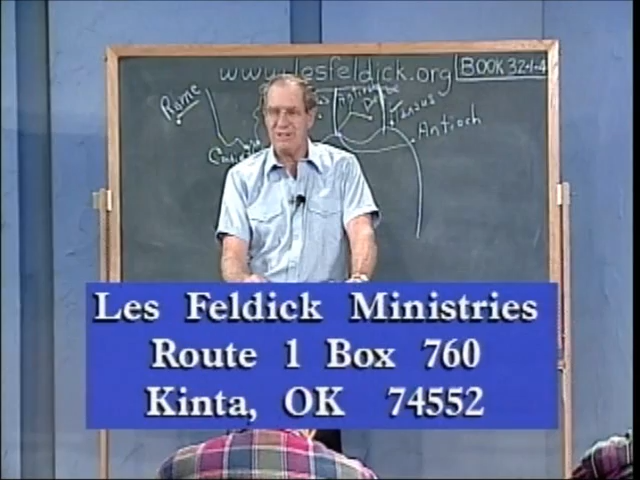 www.lesfeldick.org
BOOK 32-1-4
Rome
Tarsus
Antioch
Les Feldick Ministries
Route 1 Box 760
Kinta, OK 74552